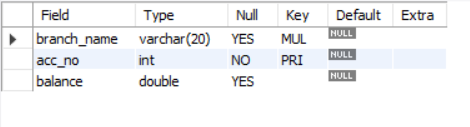 Field Type Null Key Default Extra
branch_name varchar(20) YES MUL NULL
acc_no int NO PRI NULL
balance double YES NULL